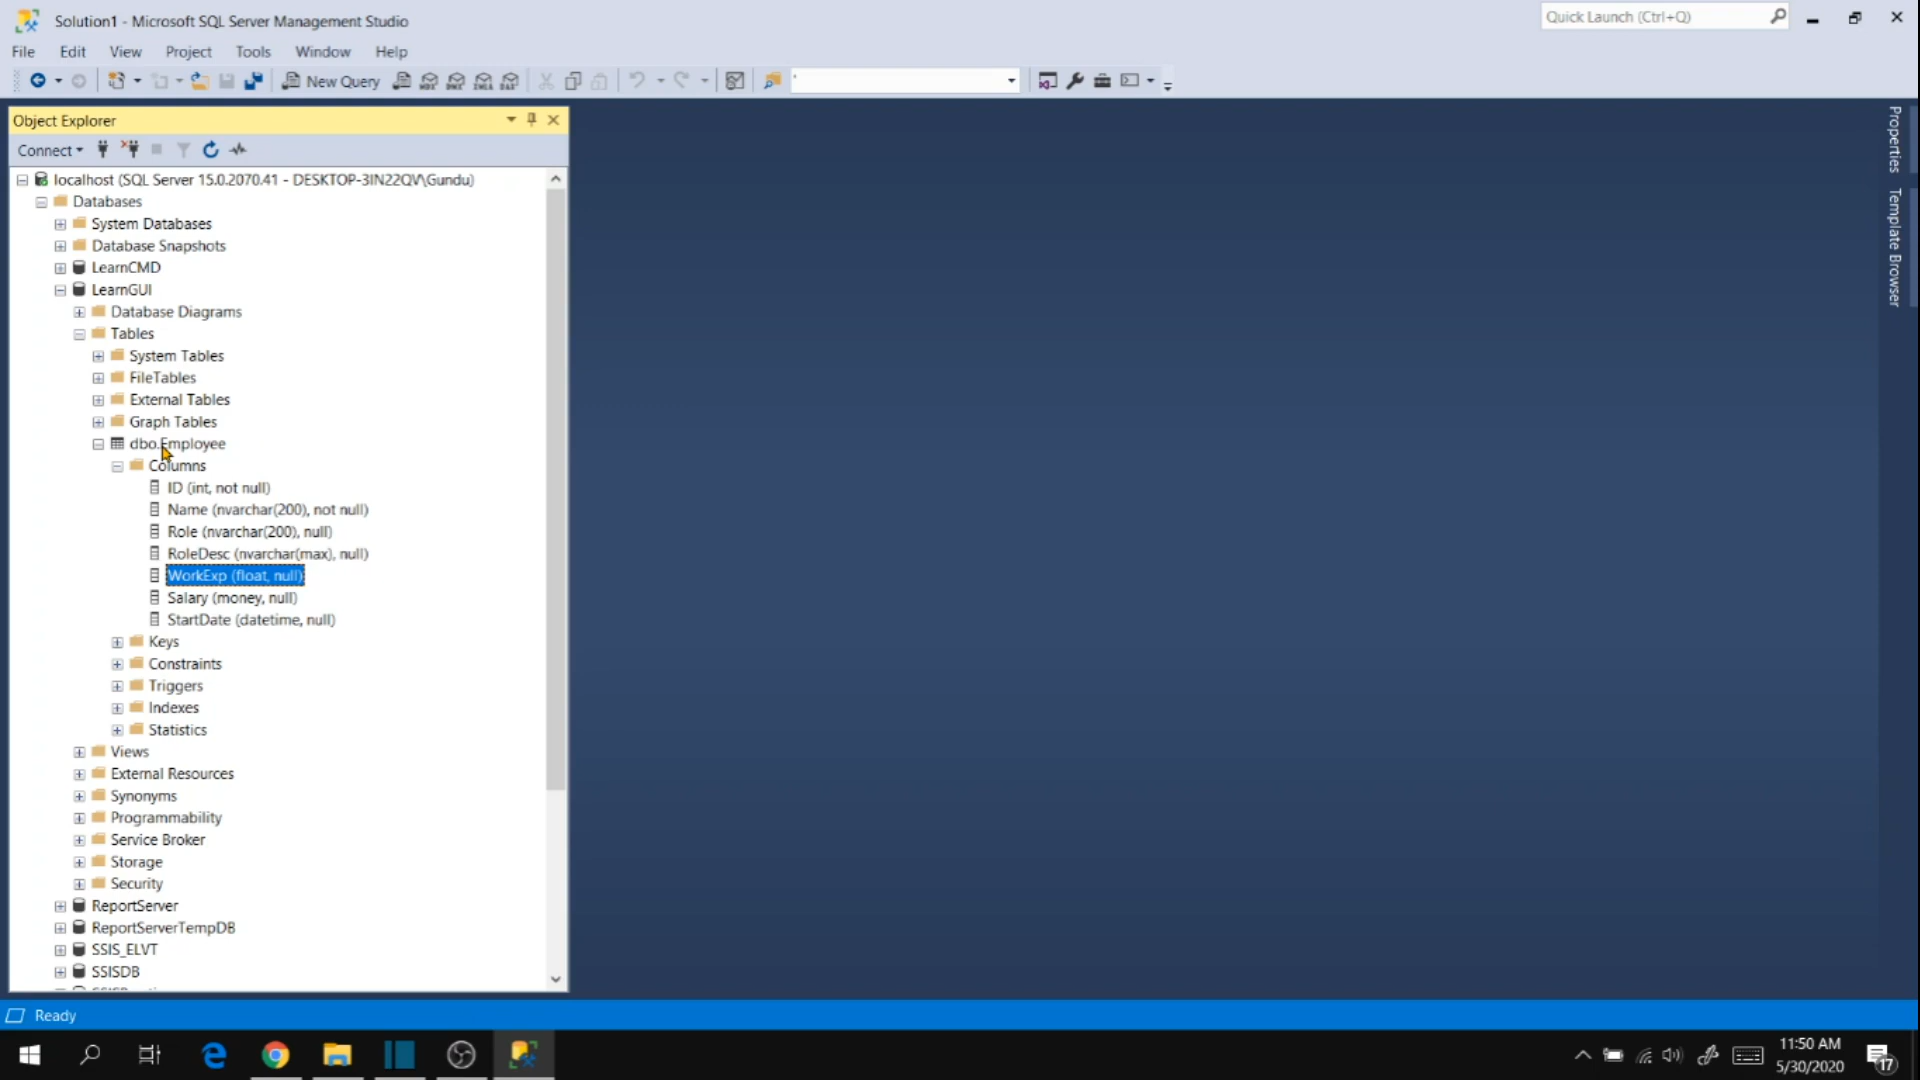 Solution1 - Microsoft SQL Server Management Studio
Quick Launch (Ctrl+Q)
File Edit View Project Tools Window Help
New Query
Object Explorer
Connect
localhost (SQL Server 15.0.2070.41 - DESKTOP-3IN22QV\Gundu)
Databases
System Databases
Database Snapshots
LearnCMD
LearnGUI
Database Diagrams
Tables
System Tables
FileTables
External Tables
Graph Tables
dbo.Employee
Columns
ID (int, not null)
Name (nvarchar(200), not null)
Role (nvarchar(200), null)
RoleDesc (nvarchar(max), null)
WorkExp (float, null)
Salary (money, null)
StartDate (datetime, null)
Keys
Constraints
Triggers
Indexes
Statistics
Views
External Resources
Synonyms
Programmability
Service Broker
Storage
Security
ReportServer
ReportServerTempDB
SSIS_ELVT
SSISDB
Properties
Template Browser
Ready
11:50 AM
5/30/2020
17